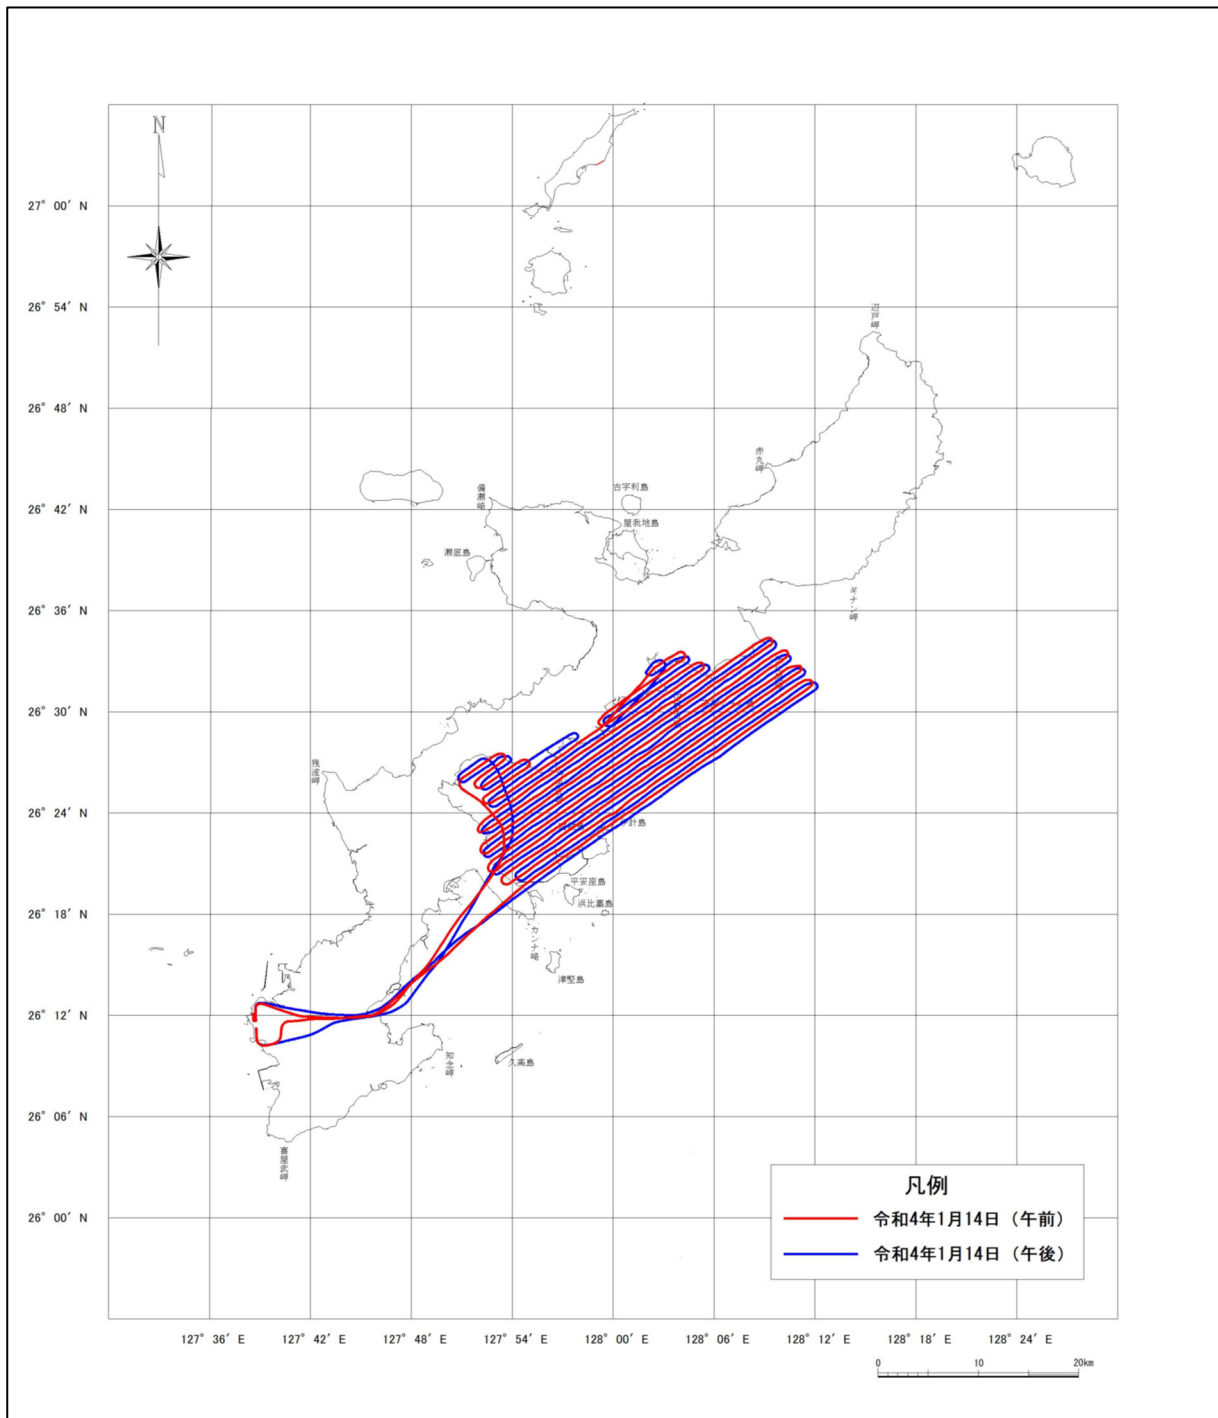 N
27° 00′ N
26° 54′ N
辺戸岬
26° 48′ N
赤丸岬
備瀬崎
古宇利島
26° 42′ N
屋我地島
瀬底島
26° 36′ N
ギナン岬
26° 30′ N
残波岬
26° 24′ N
計島
平安座島
浜比嘉島
26° 18′ N
カンナ崎
津堅島
26° 12′ N
知念岬
久高島
26° 06′ N
喜屋武岬
26° 00′ N
凡例
令和4年1月14日（午前）
令和4年1月14日（午後）
127° 36′ E
127° 42′ E
127° 48′ E
127° 54′ E
128° 00′ E
128° 06′ E
128° 12′ E
128° 18′ E
128° 24′ E
0 10 20km